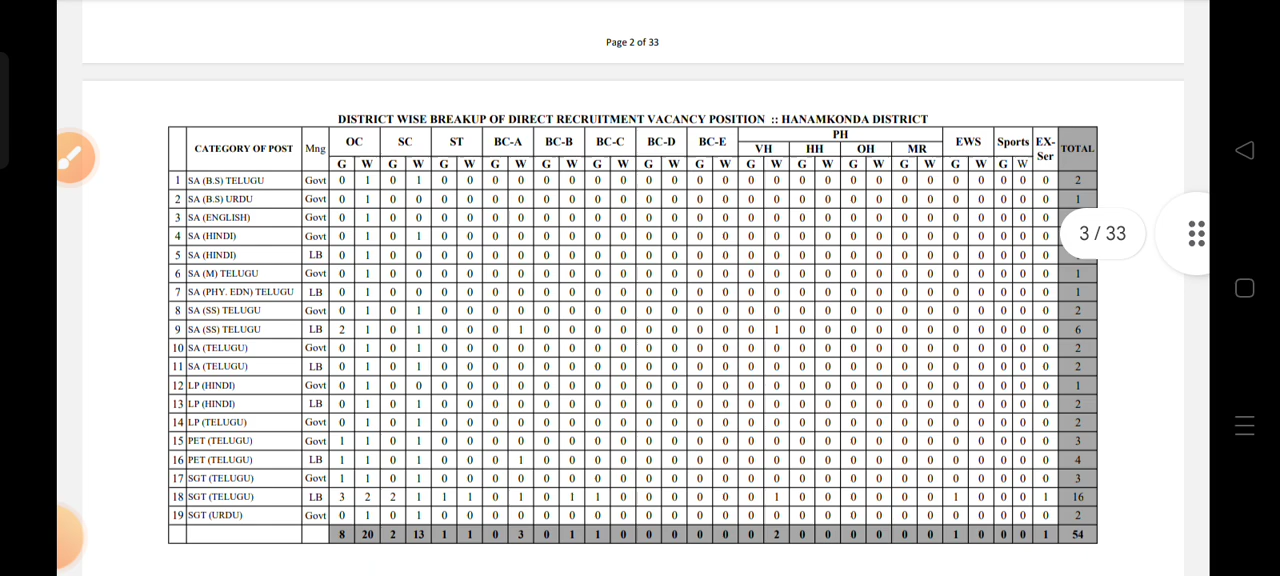 Page 2 of 33
DISTRICT WISE BREAKUP OF DIRECT RECRUITMENT VACANCY POSITION :: HANAMKONDA DISTRICT
CATEGORY OF POST Mng OC SC ST BC-A BC-B BC-C BC-D BC-E PH EWS Sports EX-Ser TOTAL
VH HH OH MR
G W G W G W G W G W G W G W G W G W G W G W G W G W G W
1 SA (B.S) TELUGU Govt 0 1 0 1 0 0 0 0 0 0 0 0 0 0 0 0 0 0 0 0 0 0 0 0 0 0 0 0 0 2
2 SA (B.S) URDU Govt 0 1 0 0 0 0 0 0 0 0 0 0 0 0 0 0 0 0 0 0 0 0 0 0 0 0 0 0 0 1
3 SA (ENGLISH) Govt 0 1 0 0 0 0 0 0 0 0 0 0 0 0 0 0 0 0 0 0 0 0 0 0 0 0 0 0 0
4 SA (HINDI) Govt 0 1 0 1 0 0 0 0 0 0 0 0 0 0 0 0 0 0 0 0 0 0 0 0 0 0 0 0 0
3 / 33
5 SA (HINDI) LB 0 1 0 0 0 0 0 0 0 0 0 0 0 0 0 0 0 0 0 0 0 0 0 0 0 0 0 0 0
6 SA (M) TELUGU Govt 0 1 0 0 0 0 0 0 0 0 0 0 0 0 0 0 0 0 0 0 0 0 0 0 0 0 0 0 0 1
7 SA (PHY. EDN) TELUGU LB 0 1 0 0 0 0 0 0 0 0 0 0 0 0 0 0 0 0 0 0 0 0 0 0 0 0 0 0 0 1
8 SA (SS) TELUGU Govt 0 1 0 1 0 0 0 0 0 0 0 0 0 0 0 0 0 0 0 0 0 0 0 0 0 0 0 0 0 2
9 SA (SS) TELUGU LB 2 1 0 1 0 0 0 1 0 0 0 0 0 0 0 0 0 1 0 0 0 0 0 0 0 0 0 0 0 6
10 SA (TELUGU) Govt 0 1 0 1 0 0 0 0 0 0 0 0 0 0 0 0 0 0 0 0 0 0 0 0 0 0 0 0 0 2
11 SA (TELUGU) LB 0 1 0 1 0 0 0 0 0 0 0 0 0 0 0 0 0 0 0 0 0 0 0 0 0 0 0 0 0 2
12 LP (HINDI) Govt 0 1 0 0 0 0 0 0 0 0 0 0 0 0 0 0 0 0 0 0 0 0 0 0 0 0 0 0 0 1
13 LP (HINDI) LB 0 1 0 1 0 0 0 0 0 0 0 0 0 0 0 0 0 0 0 0 0 0 0 0 0 0 0 0 0 2
14 LP (TELUGU) Govt 0 1 0 1 0 0 0 0 0 0 0 0 0 0 0 0 0 0 0 0 0 0 0 0 0 0 0 0 0 2
15 PET (TELUGU) Govt 1 1 0 1 0 0 0 0 0 0 0 0 0 0 0 0 0 0 0 0 0 0 0 0 0 0 0 0 0 3
16 PET (TELUGU) LB 1 1 0 1 0 0 0 1 0 0 0 0 0 0 0 0 0 0 0 0 0 0 0 0 0 0 0 0 0 4
17 SGT (TELUGU) Govt 1 1 0 1 0 0 0 0 0 0 0 0 0 0 0 0 0 0 0 0 0 0 0 0 0 0 0 0 0 3
18 SGT (TELUGU) LB 3 2 2 1 1 1 0 1 0 1 1 0 0 0 0 0 0 1 0 0 0 0 0 0 1 0 0 0 1 16
19 SGT (URDU) Govt 0 1 0 1 0 0 0 0 0 0 0 0 0 0 0 0 0 0 0 0 0 0 0 0 0 0 0 0 0 2
8 20 2 13 1 1 0 3 0 1 1 0 0 0 0 0 0 2 0 0 0 0 0 0 1 0 0 0 1 54